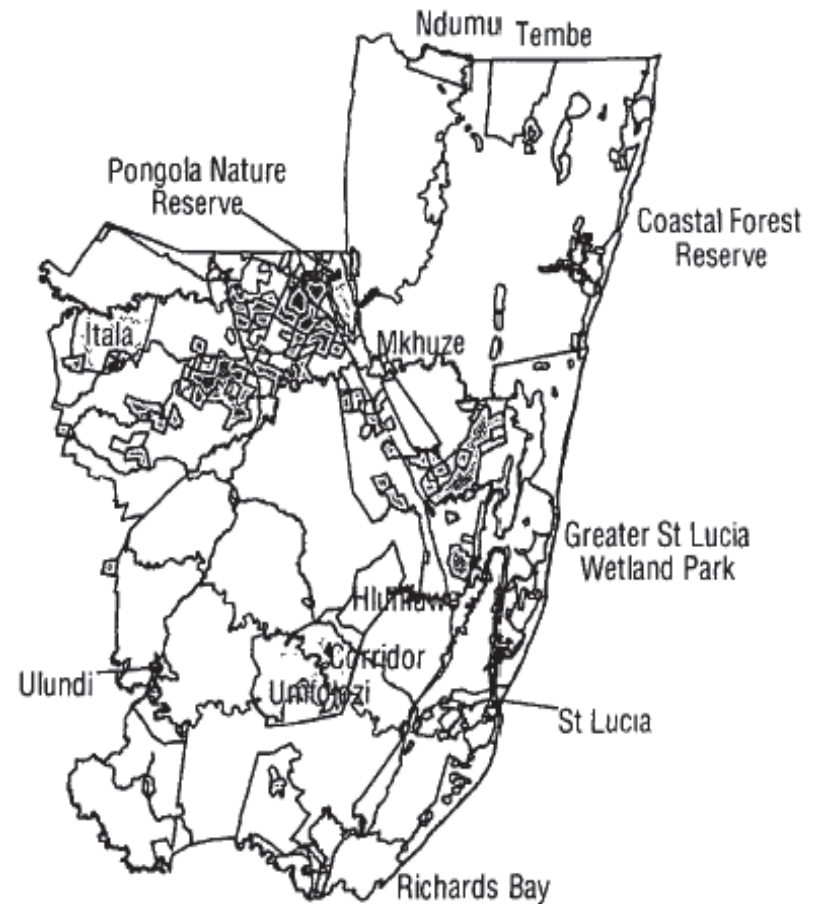 Ndumu
Tembe
Pongola Nature
Reserve
Coastal Forest
Reserve
Itala
Mkhuze
Greater St Lucia
Wetland Park
Hluhluwe
Corridor
Umfolozi
Ulundi
St Lucia
Richards Bay